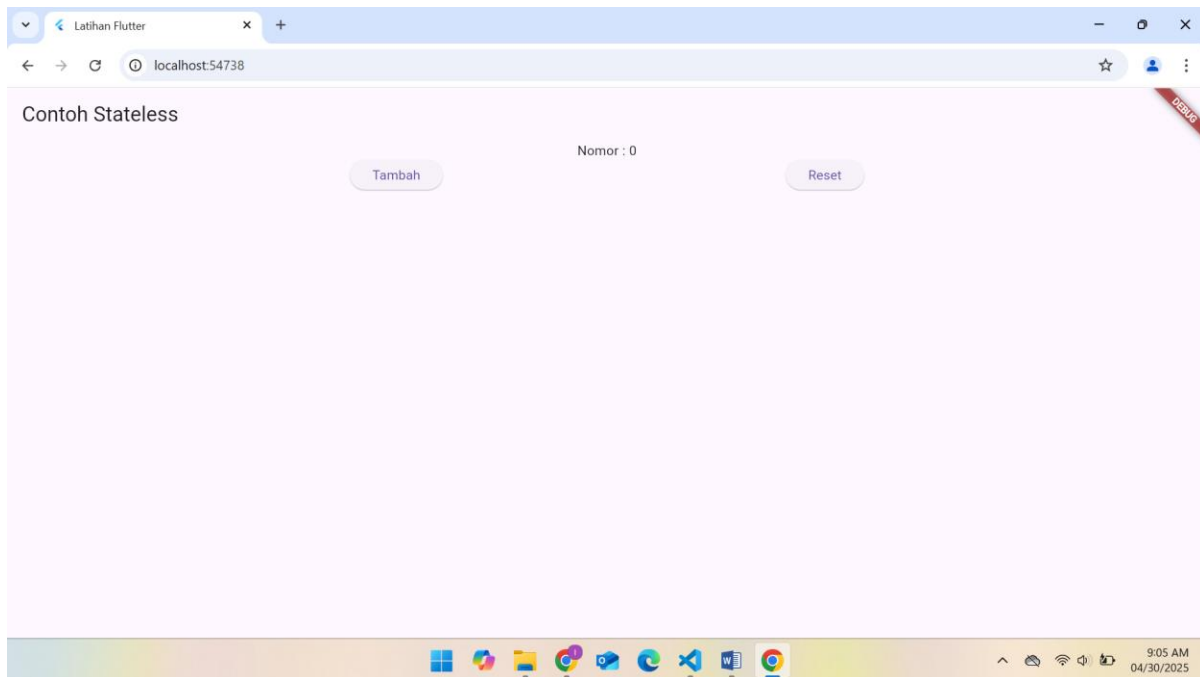 Latihan Flutter
localhost:54738
DEBUG
Contoh Stateless
Nomor : 0
Tambah Reset
9:05 AM
04/30/2025